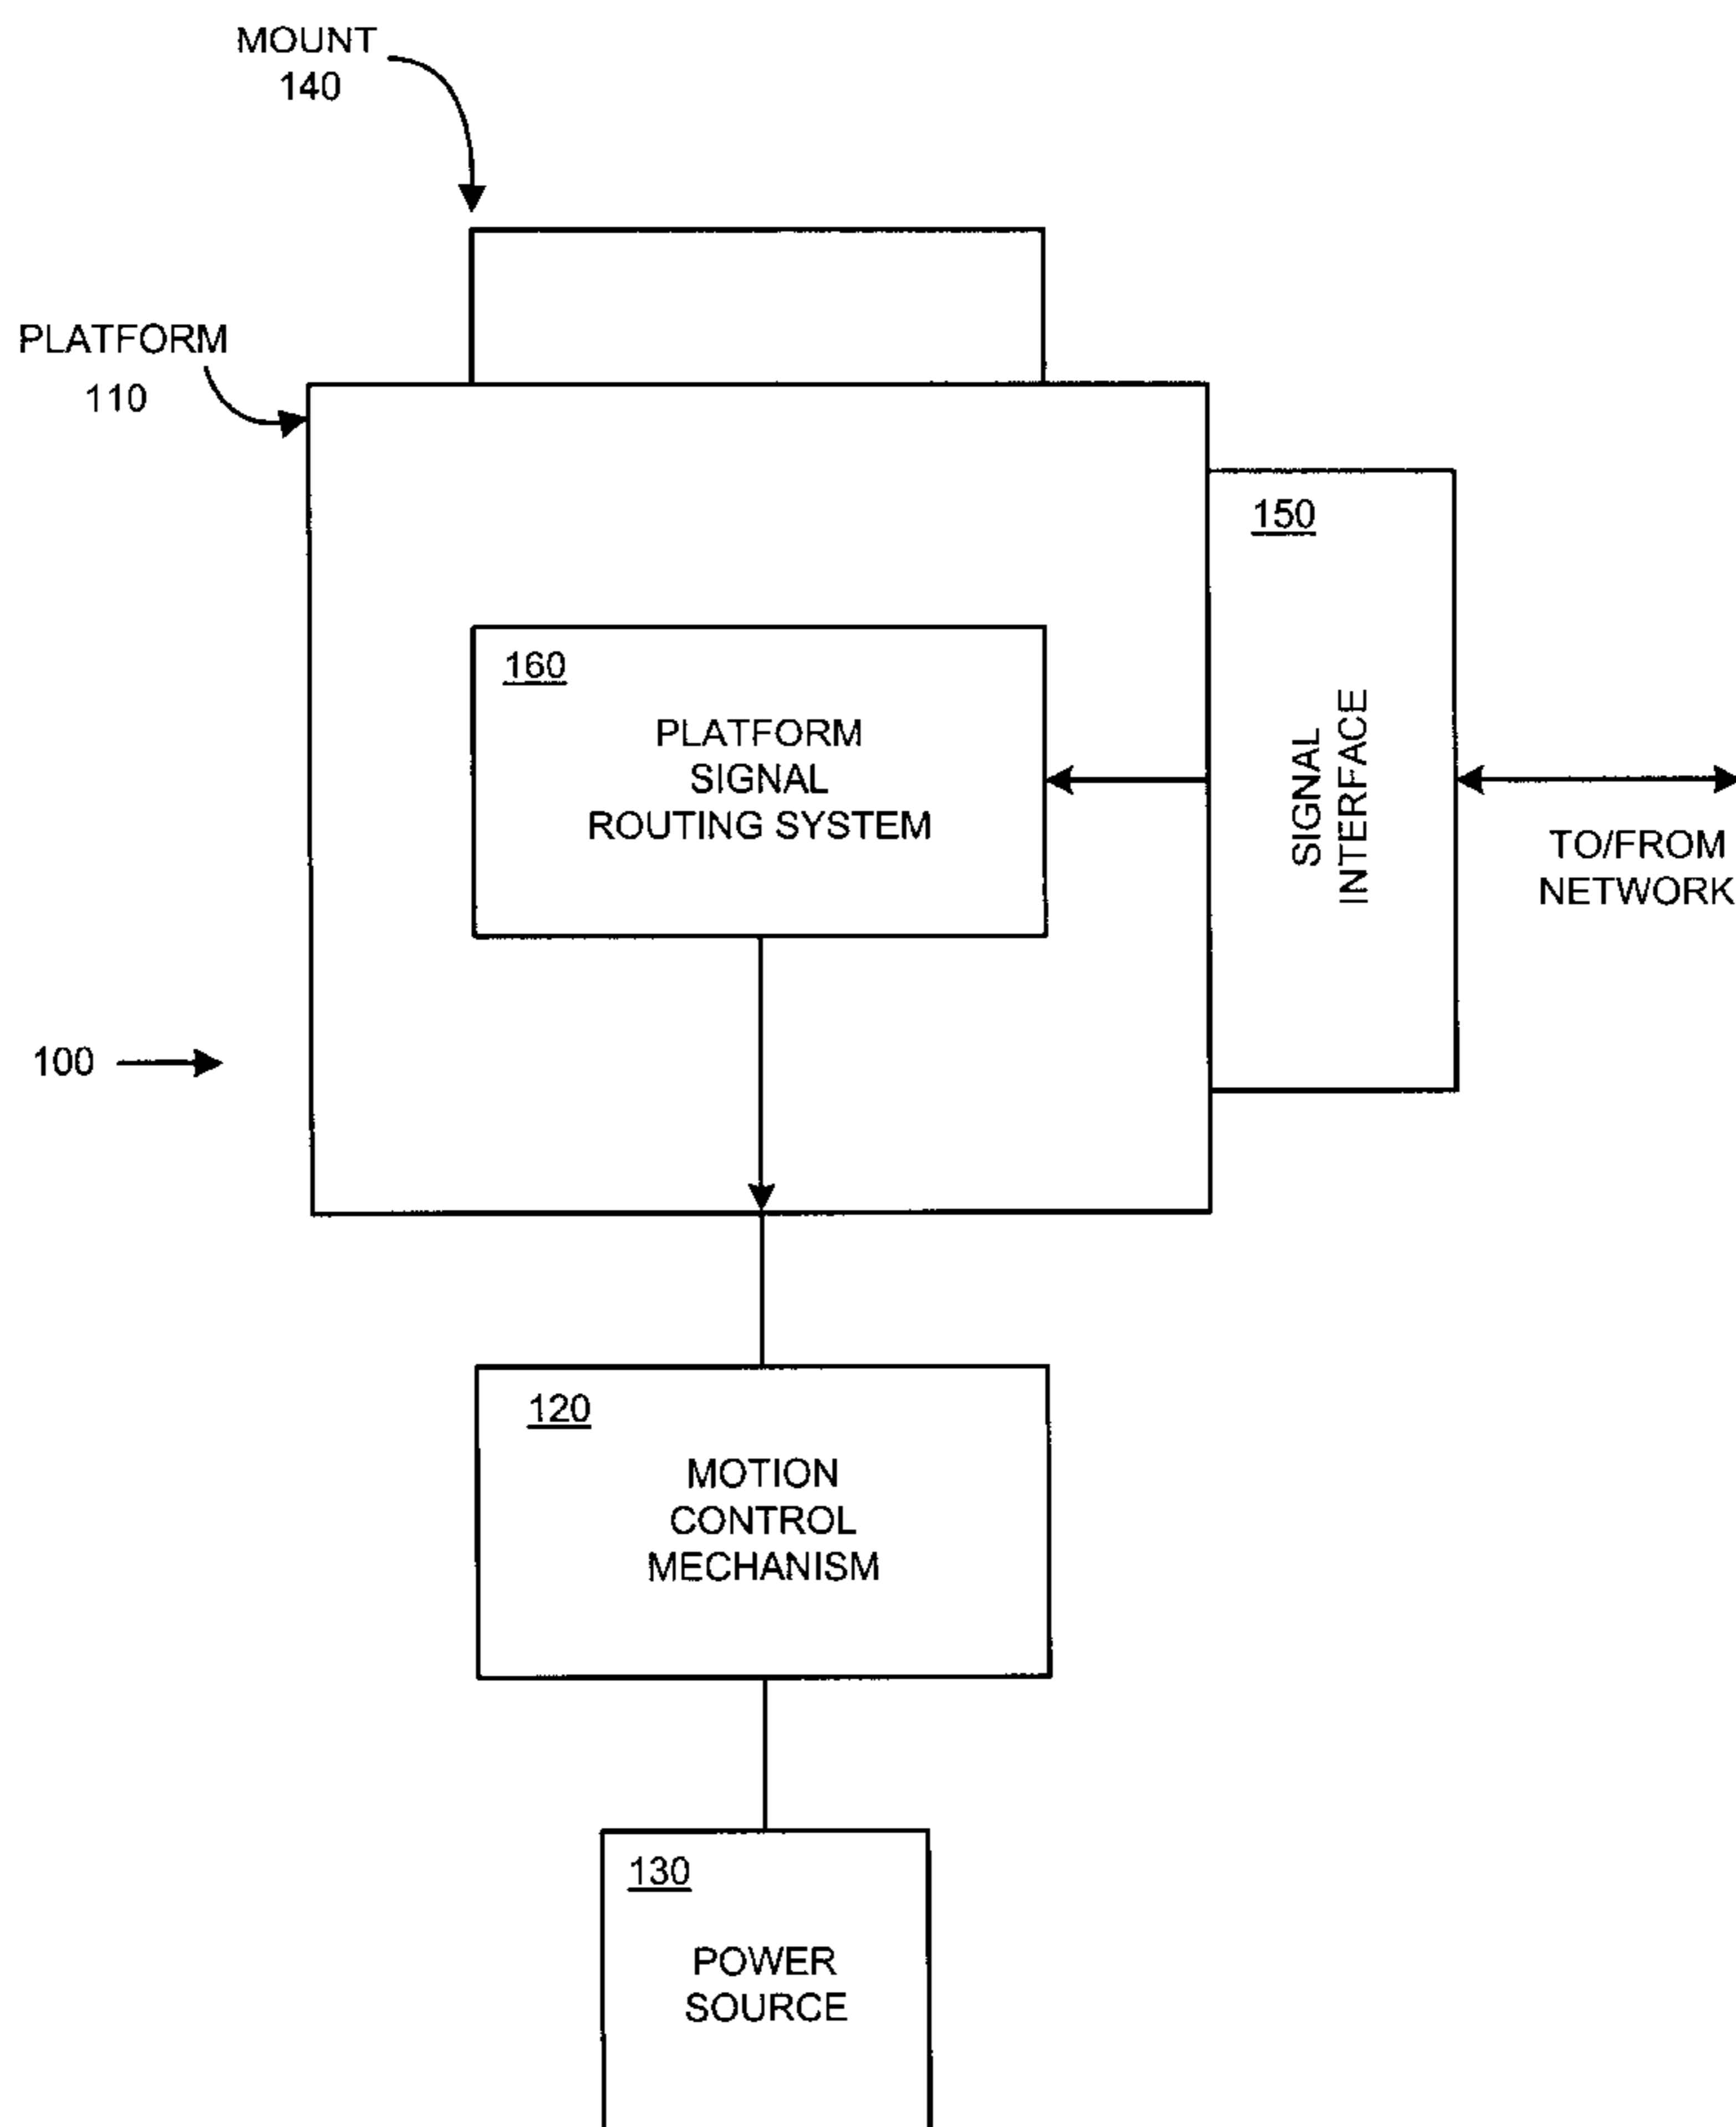 MOUNT
140
PLATFORM
110
150
160
PLATFORM
SIGNAL
ROUTING SYSTEM
SIGNAL
INTERFACE
TO/FROM
NETWORK
100
120
MOTION
CONTROL
MECHANISM
130
POWER
SOURCE